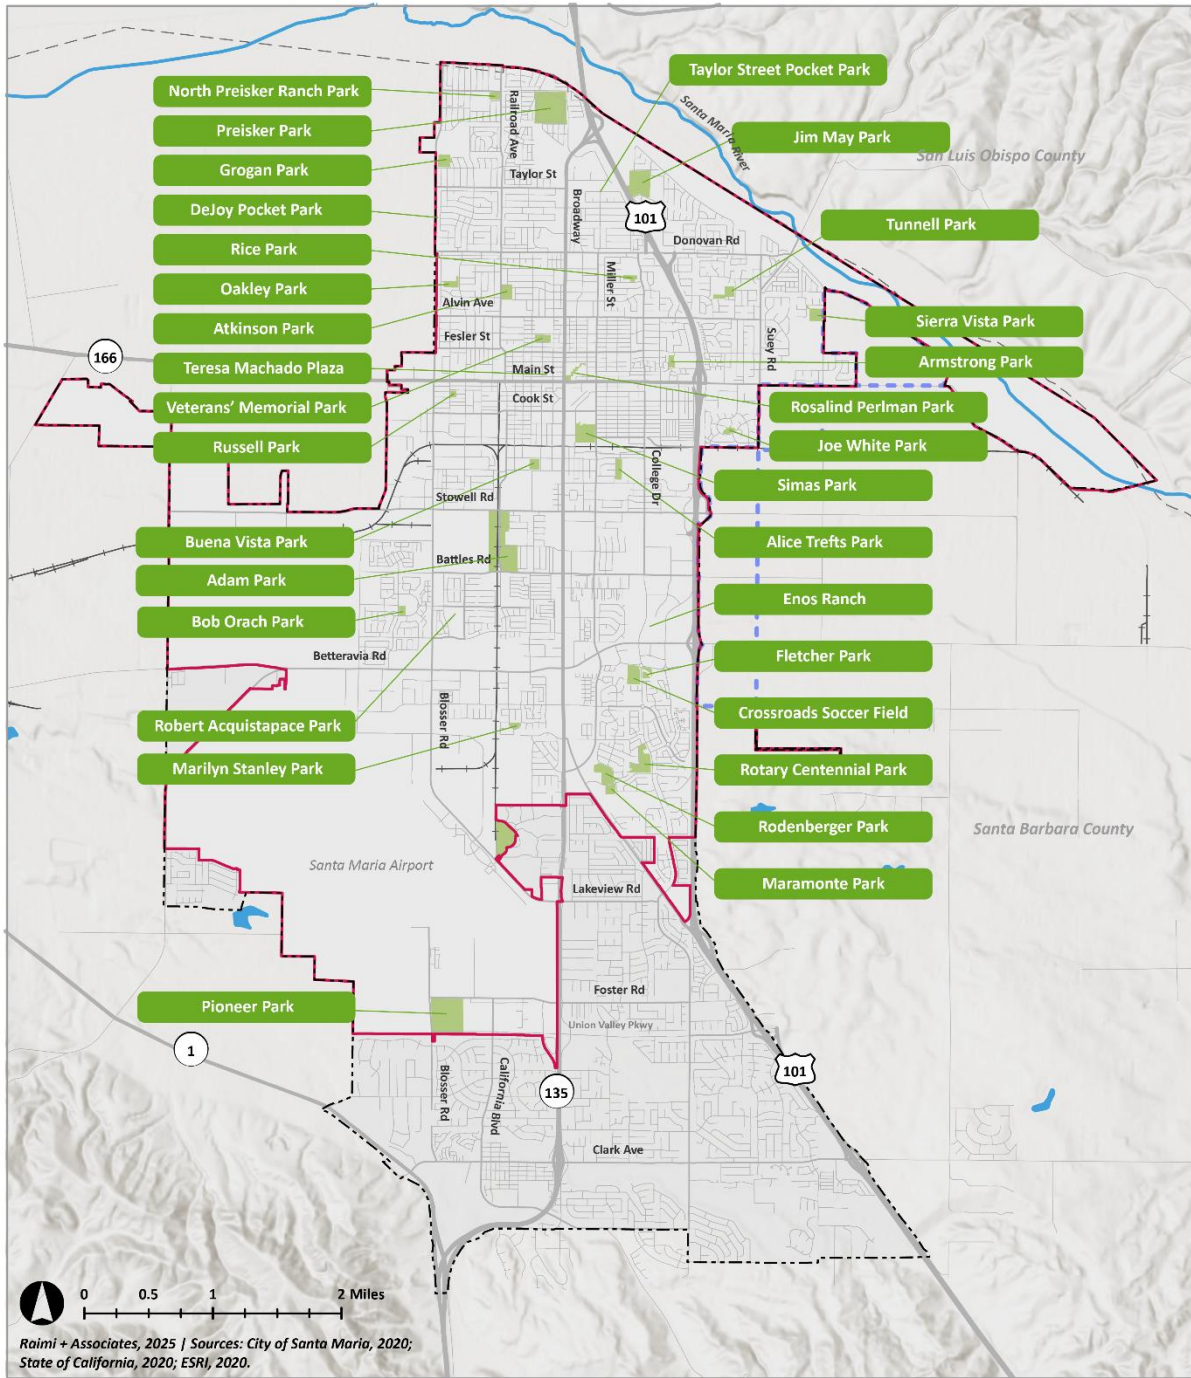 Taylor Street Pocket Park
North Preisker Ranch Park
Preisker Park
Grogan Park
DeJoy Pocket Park
Rice Park
Oakley Park
Atkinson Park
Teresa Machado Plaza
Veterans' Memorial Park
Russell Park
Buena Vista Park
Adam Park
Bob Orach Park
Robert Acquistapace Park
Marilyn Stanley Park
Pioneer Park
Jim May Park
Tunnell Park
Sierra Vista Park
Armstrong Park
Rosalind Perlman Park
Joe White Park
Simas Park
Alice Trefts Park
Enos Ranch
Fletcher Park
Crossroads Soccer Field
Rotary Centennial Park
Rodenberger Park
Maramonte Park
Santa Maria River
San Luis Obispo County
Santa Barbara County
Santa Maria Airport
Railroad Ave
Taylor St
Broadway
101
Donovan Rd
Miller St
Alvin Ave
Fesler St
Suey Rd
166
Main St
Cook St
College Dr
Stowell Rd
Battles Rd
Betteravia Rd
Blosser Rd
Lakeview Rd
Foster Rd
Union Valley Pkwy
1
Blosser Rd
California Blvd
135
101
Clark Ave
0 0.5 1 2 Miles
Raimi + Associates, 2025 | Sources: City of Santa Maria, 2020;
State of California, 2020; ESRI, 2020.